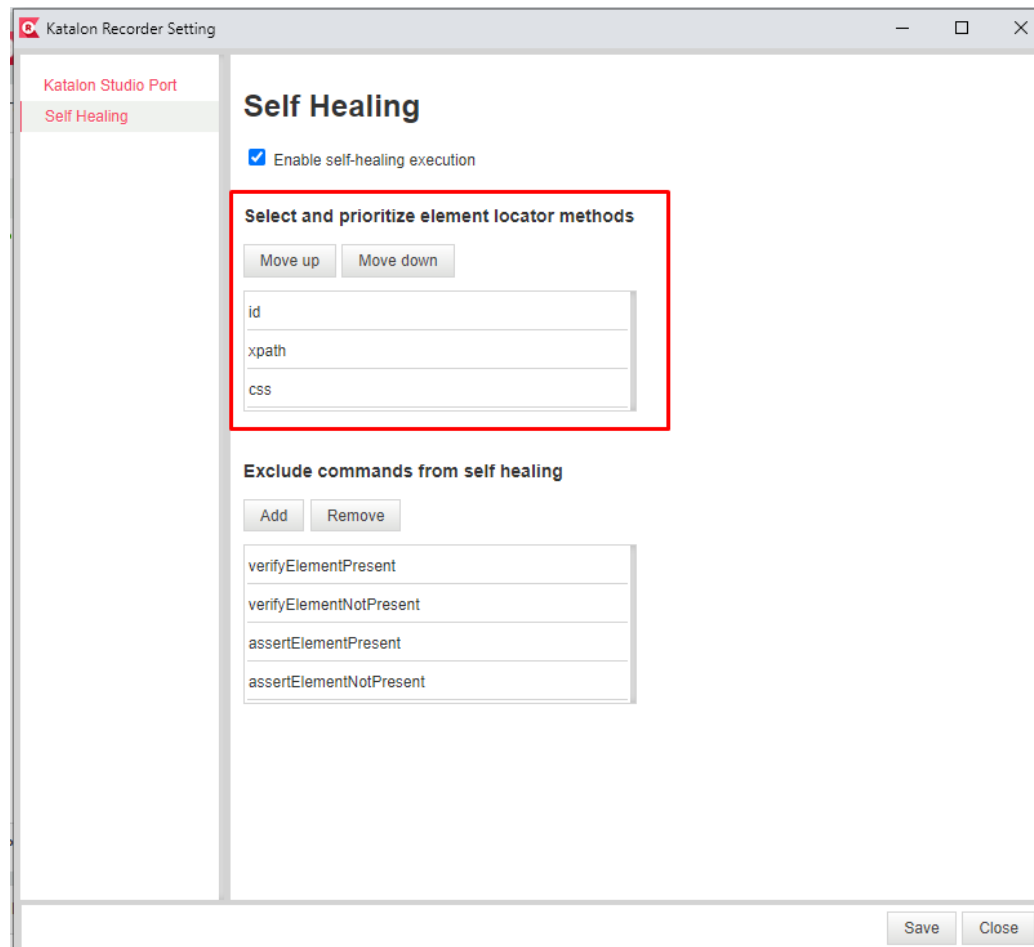 Katalon Recorder Setting
Katalon Studio Port
Self Healing
Self Healing
Enable self-healing execution
Select and prioritize element locator methods
Move up Move down
id
xpath
css
Exclude commands from self healing
Add Remove
verifyElementPresent
verifyElementNotPresent
assertElementPresent
assertElementNotPresent
Save Close